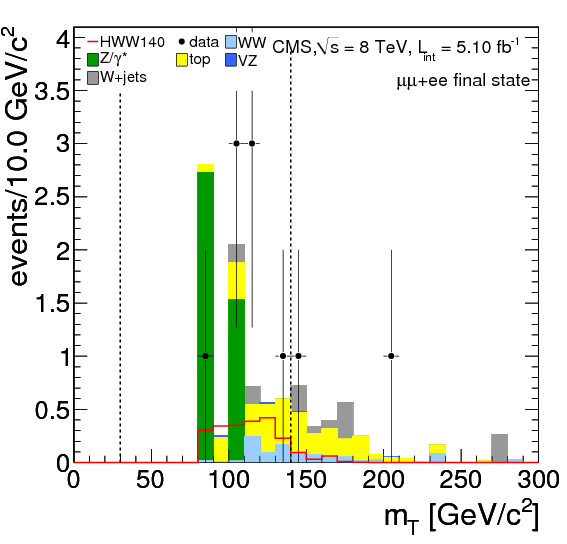 HWW140 data WW CMS,√s = 8 TeV, L_int = 5.10 fb⁻¹
Z/γ* top VZ
W+jets
μμ+ee final state
events/10.0 GeV/c²
4
3.5
3
2.5
2
1.5
1
0.5
0
0 50 100 150 200 250 300
m_T [GeV/c²]